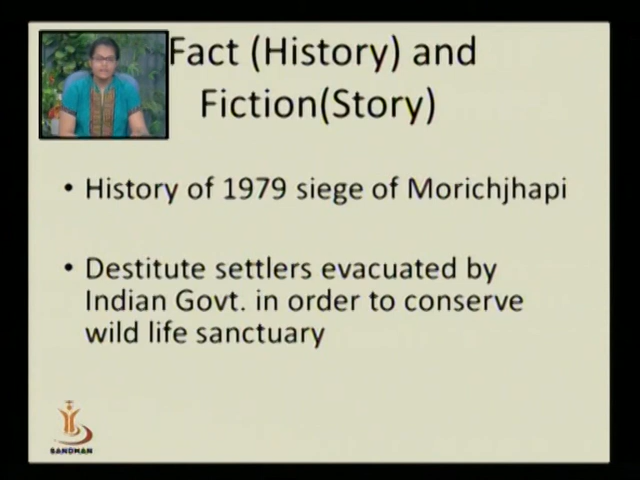 Fact (History) and
Fiction(Story)
• History of 1979 siege of Morichjhapi
• Destitute settlers evacuated by
Indian Govt. in order to conserve
wild life sanctuary
SANDHAN